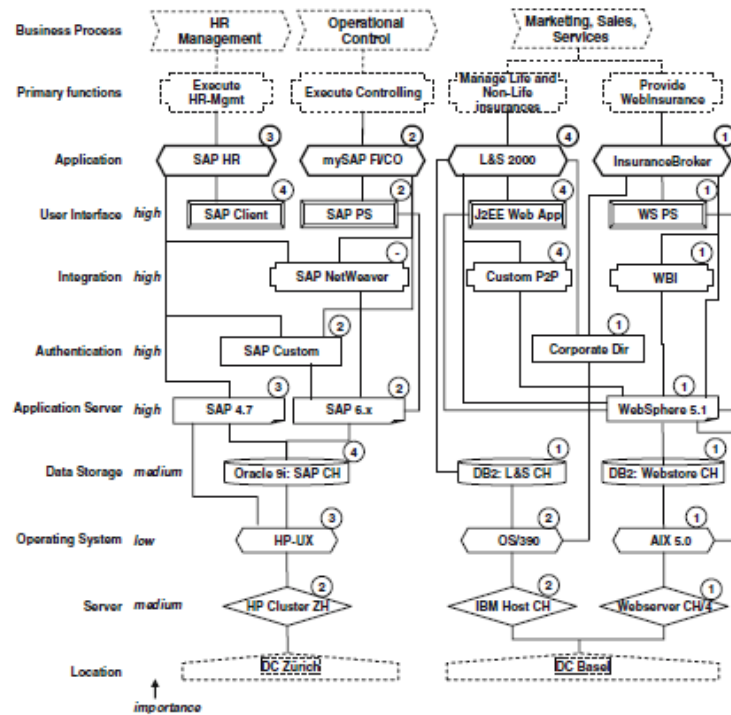 Business Process
HR
Management
Operational
Control
Marketing, Sales,
Services
Primary functions
Execute
HR-Mgmt
Execute Controlling
Manage Life and
Non-Life
insurances
Provide
WebInsurance
Application
SAP HR
3
mySAP FI/CO
2
L&S 2000
4
InsuranceBroker
1
User Interface
high
SAP Client
4
SAP PS
2
J2EE Web App
4
WS PS
1
Integration
high
SAP NetWeaver
-
Custom P2P
4
WBI
1
Authentication
high
SAP Custom
2
Corporate Dir
1
Application Server
high
SAP 4.7
3
SAP 6.x
2
WebSphere 5.1
1
Data Storage
medium
Oracle 9i: SAP CH
4
DB2: L&S CH
1
DB2: Webstore CH
1
Operating System
low
HP-UX
3
OS/390
2
AIX 5.0
1
Server
medium
HP Cluster ZH
2
IBM Host CH
2
Webserver CH/4
1
Location
DC Zürich
DC Basel
importance